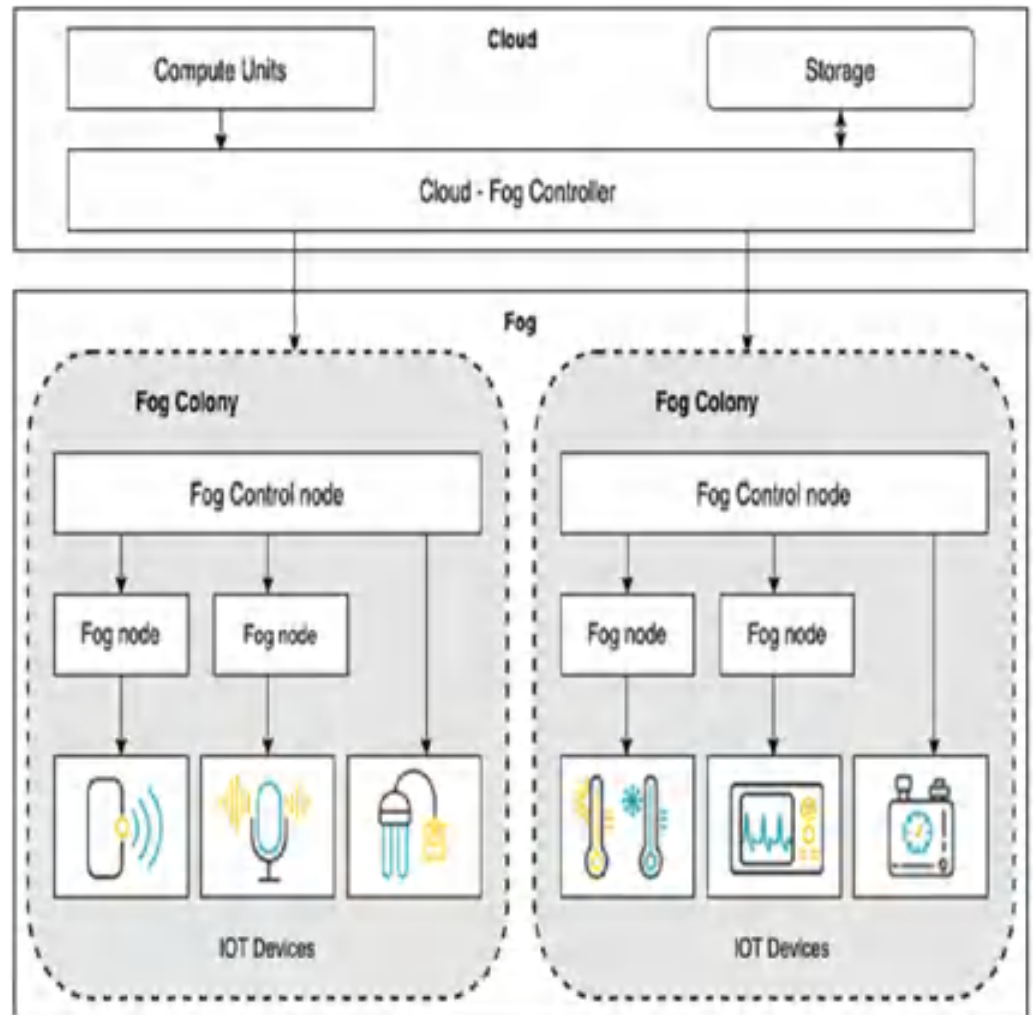 Cloud
Compute Units
Storage
Cloud - Fog Controller
Fog
Fog Colony
Fog Control node
Fog node
Fog node
IOT Devices
Fog Colony
Fog Control node
Fog node
Fog node
IOT Devices